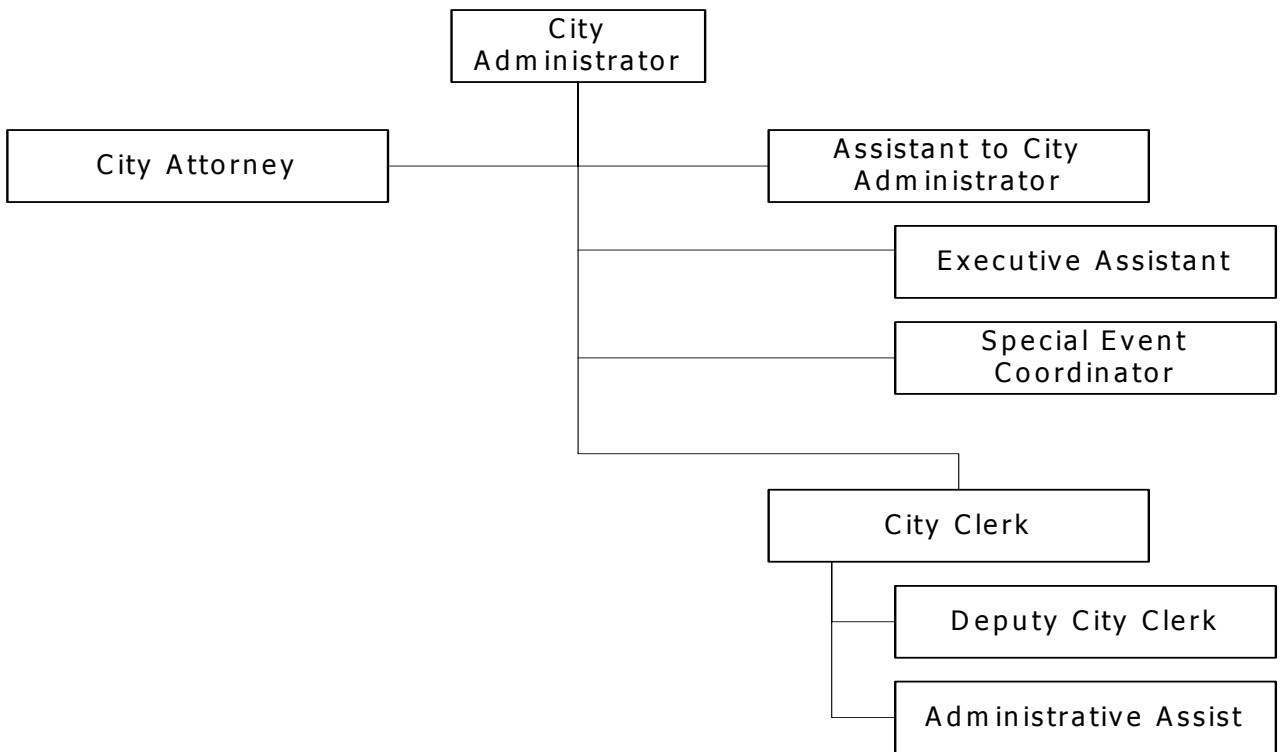 City
Administrator
City Attorney
Assistant to City
Administrator
Executive Assistant
Special Event
Coordinator
City Clerk
Deputy City Clerk
Administrative Assist